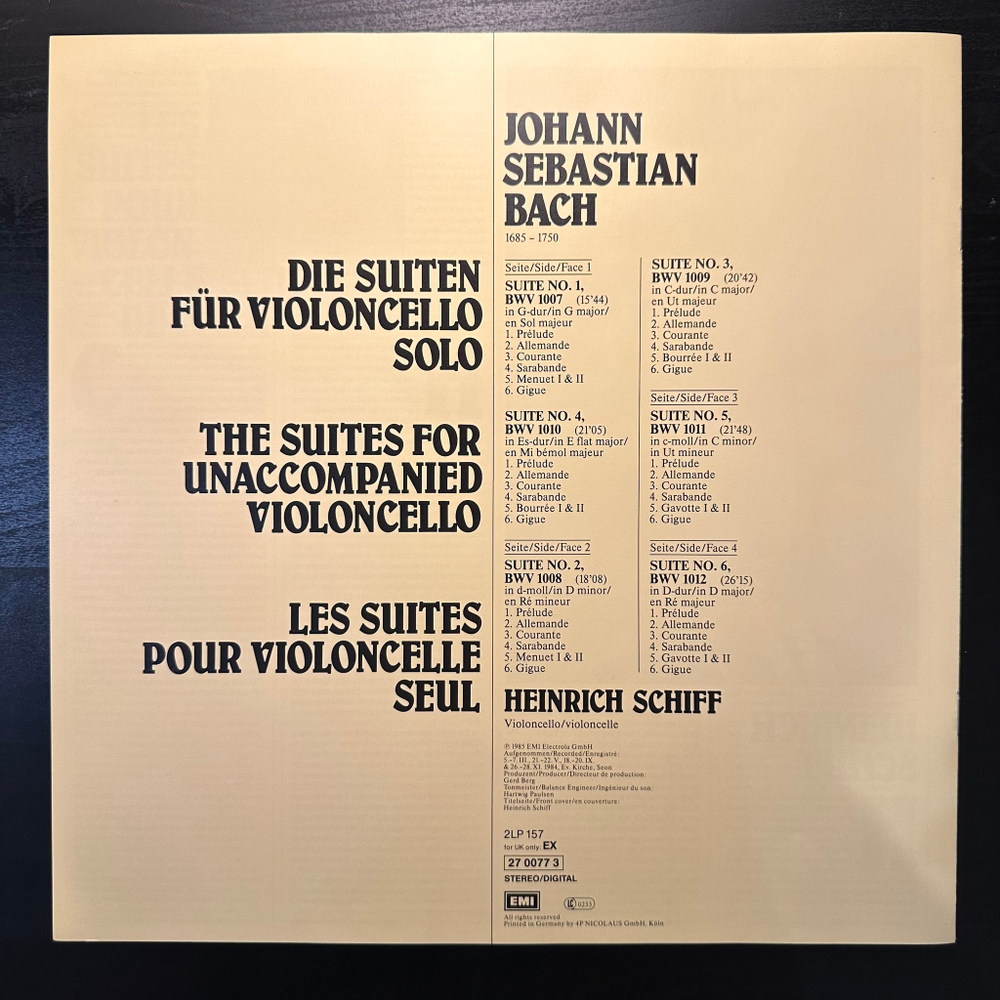 DIE SUITEN
FÜR VIOLONCELLO
SOLO
THE SUITES FOR
UNACCOMPANIED
VIOLONCELLO
LES SUITES
POUR VIOLONCELLE
SEUL
JOHANN
SEBASTIAN
BACH
1685 – 1750
Seite/Side/Face 1
SUITE NO. 1,
BWV 1007 (15'44)
in G-dur/in G major/
en Sol majeur
1. Prélude
2. Allemande
3. Courante
4. Sarabande
5. Menuet I & II
6. Gigue
SUITE NO. 4,
BWV 1010 (21'05)
in Es-dur/in E flat major/
en Mi bémol majeur
1. Prélude
2. Allemande
3. Courante
4. Sarabande
5. Bourrée I & II
6. Gigue
Seite/Side/Face 2
SUITE NO. 2,
BWV 1008 (18'08)
in d-moll/in D minor/
en Ré mineur
1. Prélude
2. Allemande
3. Courante
4. Sarabande
5. Menuet I & II
6. Gigue
SUITE NO. 3,
BWV 1009 (20'42)
in C-dur/in C major/
en Ut majeur
1. Prélude
2. Allemande
3. Courante
4. Sarabande
5. Bourrée I & II
6. Gigue
Seite/Side/Face 3
SUITE NO. 5,
BWV 1011 (21'48)
in c-moll/in C minor/
in Ut mineur
1. Prélude
2. Allemande
3. Courante
4. Sarabande
5. Gavotte I & II
6. Gigue
Seite/Side/Face 4
SUITE NO. 6,
BWV 1012 (26'15)
in D-dur/in D major/
en Ré majeur
1. Prélude
2. Allemande
3. Courante
4. Sarabande
5. Gavotte I & II
6. Gigue
HEINRICH SCHIFF
Violoncello/violoncelle
℗ 1985 EMI Electrola GmbH
Aufgenommen/Recorded/Enregistré:
5.-7. III., 21.-22. V., 18.-20. IX.
& 26.-28. XI. 1984, Ev. Kirche, Seon
Produzent/Producer/Directeur de production:
Gerd Berg
Tonmeister/Balance Engineer/Ingénieur du son:
Hartwig Paulsen
Titelseite/Front cover/en couverture:
Heinrich Schiff
2LP 157
for UK only: EX
27 0077 3
STEREO/DIGITAL
EMI LC 0233
All rights reserved
Printed in Germany by 4P NICOLAUS GmbH, Köln